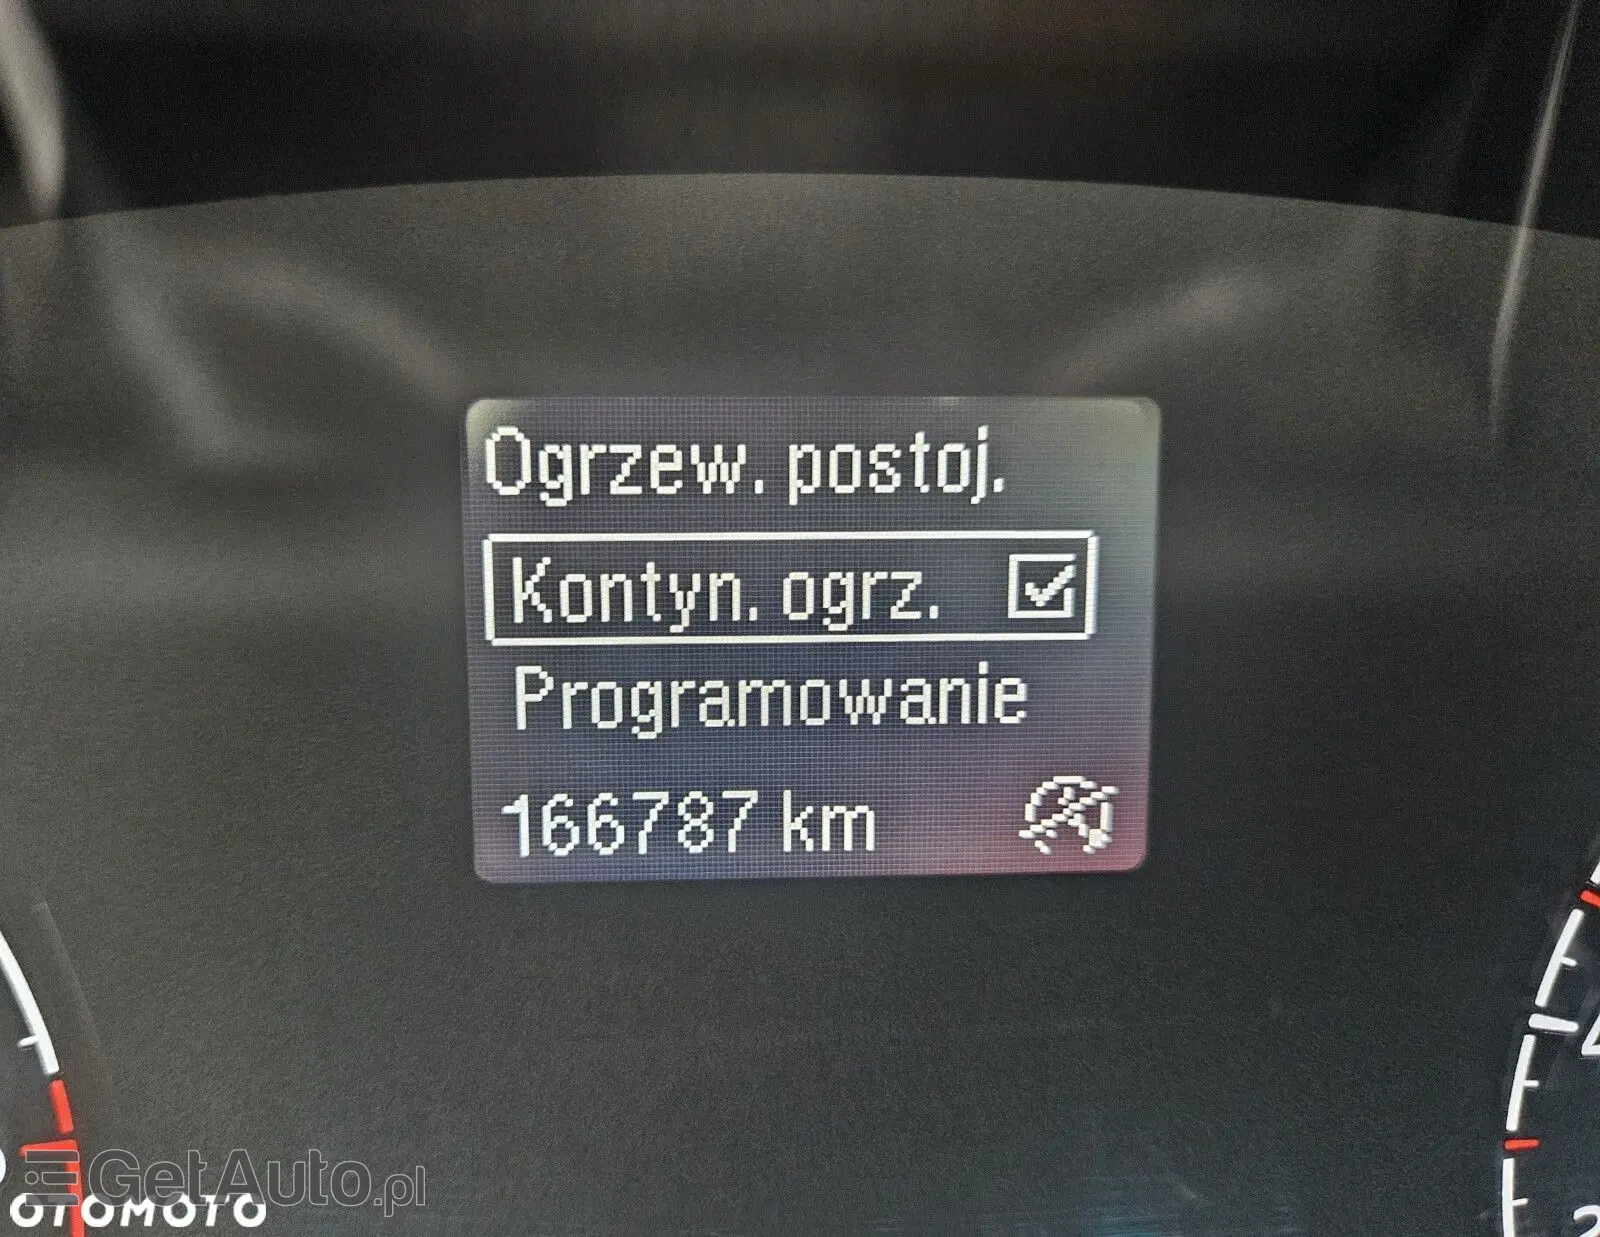 Ogrzew. postoj.
Kontyn. ogrz.
Programowanie
166787 km
GetAuto.pl
OTOMOTO